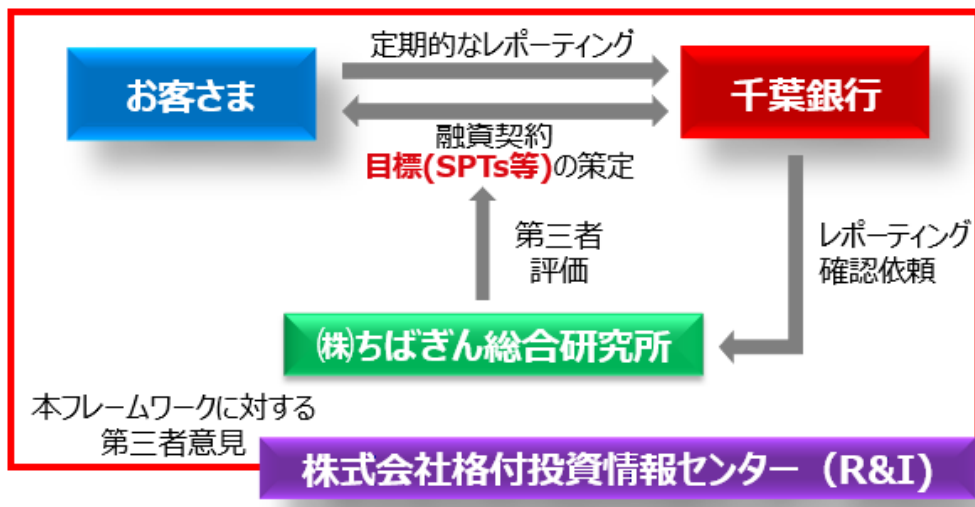 定期的なレポーティング
お客さま
千葉銀行
融資契約
目標(SPTs等)の策定
第三者
評価
レポーティング
確認依頼
㈱ちばぎん総合研究所
本フレームワークに対する
第三者意見
株式会社格付投資情報センター（R&I）